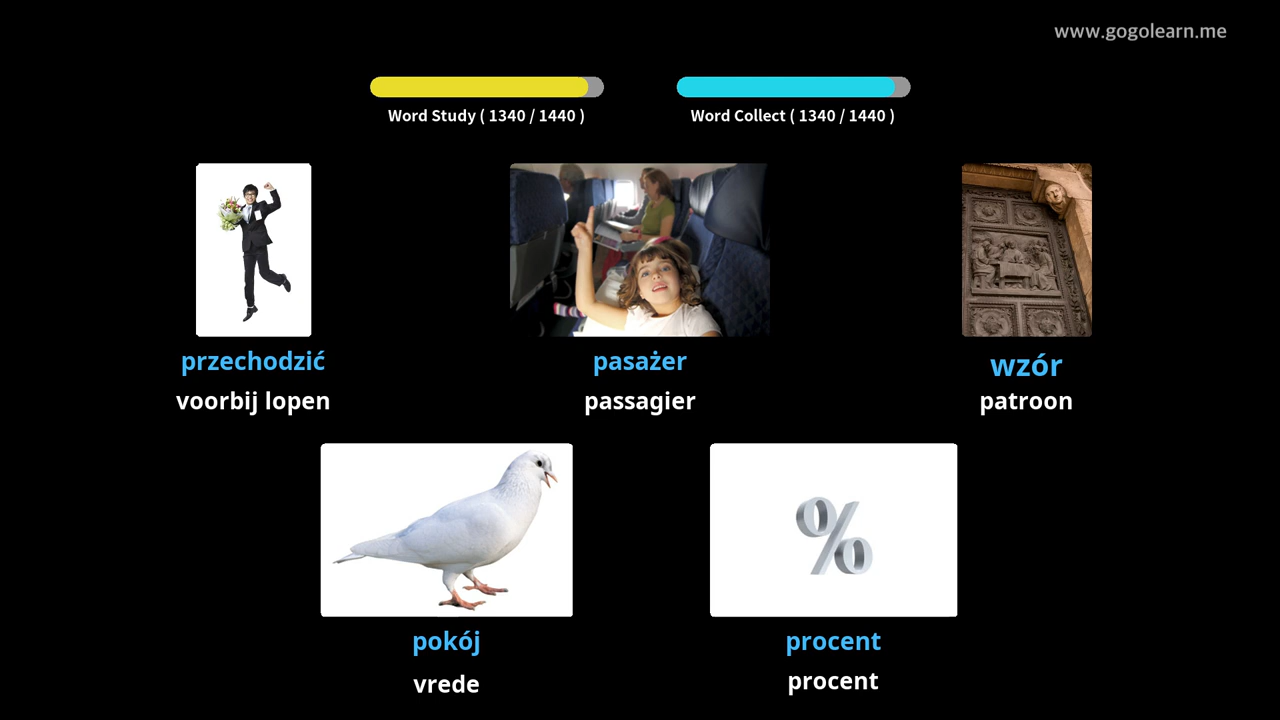 www.gogolearn.me
Word Study ( 1340 / 1440 )
Word Collect ( 1340 / 1440 )
przechodzić
voorbij lopen
pasażer
passagier
wzór
patroon
pokój
vrede
%
procent
procent